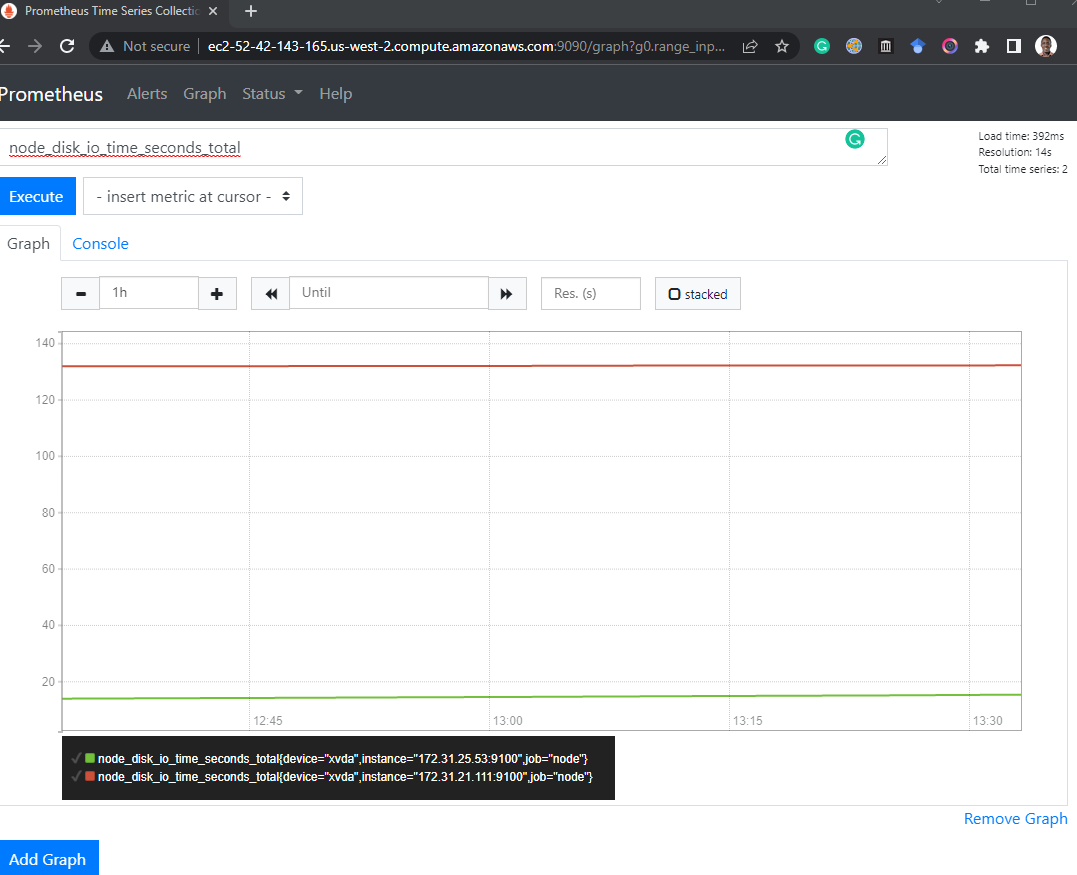 Prometheus Time Series Collectio
Not secure
ec2-52-42-143-165.us-west-2.compute.amazonaws.com:9090/graph?g0.range_inp...
Prometheus Alerts Graph Status Help
node_disk_io_time_seconds_total
Load time: 392ms
Resolution: 14s
Total time series: 2
Execute
- insert metric at cursor -
Graph Console
1h Until Res. (s) stacked
140
120
100
80
60
40
20
12:45 13:00 13:15 13:30
node_disk_io_time_seconds_total{device="xvda",instance="172.31.25.53:9100",job="node"}
node_disk_io_time_seconds_total{device="xvda",instance="172.31.21.111:9100",job="node"}
Remove Graph
Add Graph